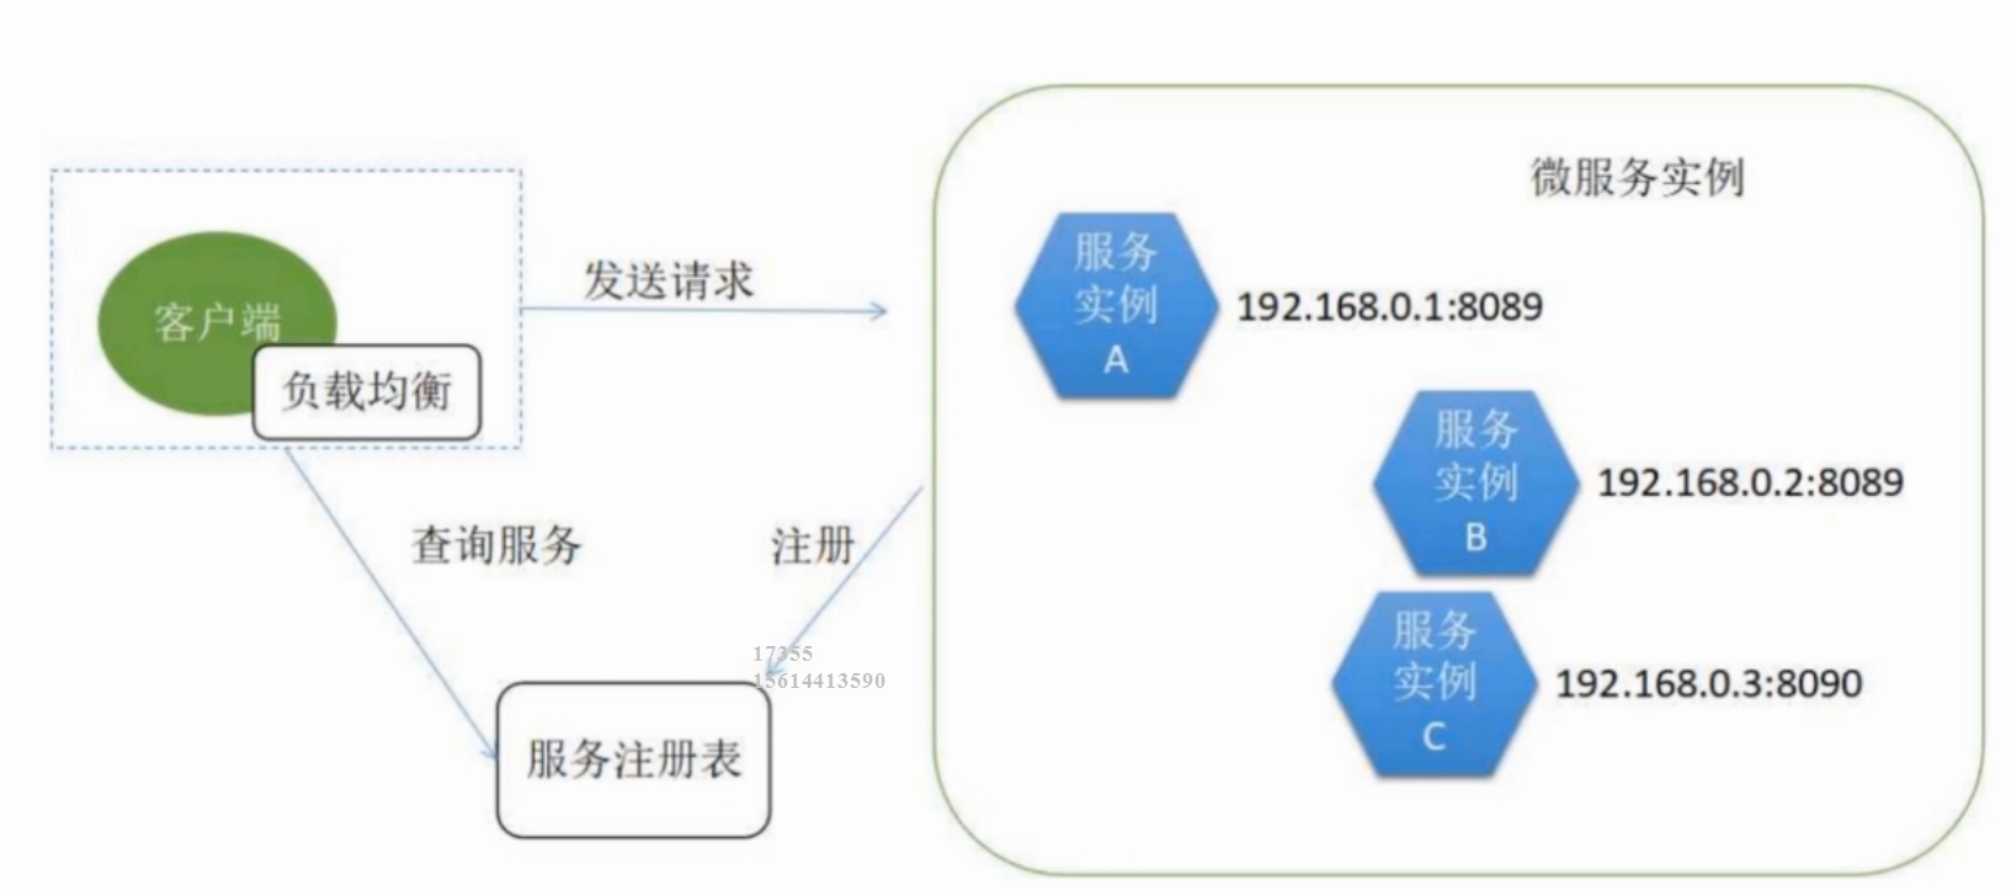 微服务实例
服务
实例
A
192.168.0.1:8089
发送请求
客户端
负载均衡
服务
实例
B
192.168.0.2:8089
查询服务
注册
服务
实例
C
192.168.0.3:8090
17355
15614413590
服务注册表